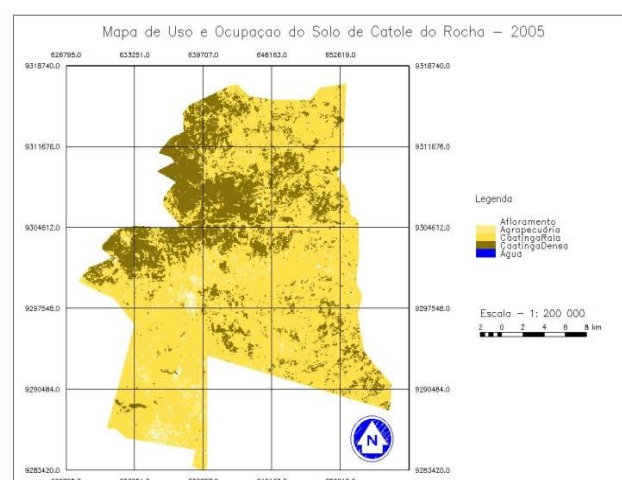 Mapa de Uso e Ocupaçao do Solo de Catole do Rocha - 2005
626795.0 633251.0 639707.0 646163.0 652619.0
9318740.0 9318740.0
9311676.0 9311676.0
9304612.0 9304612.0
Legenda
Afloramento
Agropecudria
CaatingaRala
CaatingaDensa
Agua
9297548.0 9297548.0
Escala - 1: 200 000
2 0 2 4 6 8 km
9290484.0 9290484.0
N
9283420.0 9283420.0